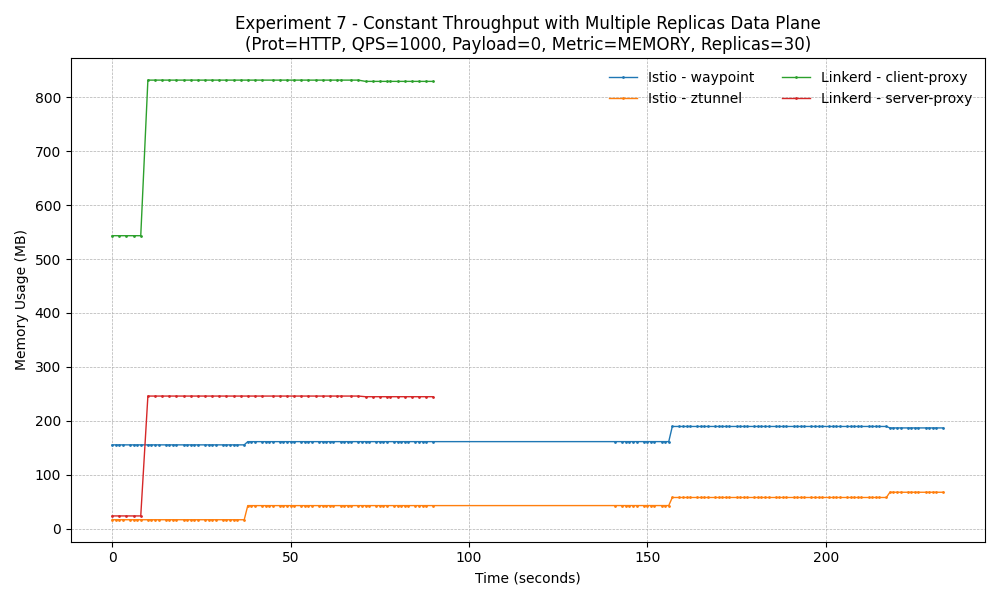 Experiment 7 - Constant Throughput with Multiple Replicas Data Plane
(Prot=HTTP, QPS=1000, Payload=0, Metric=MEMORY, Replicas=30)
Istio - waypoint
Istio - ztunnel
Linkerd - client-proxy
Linkerd - server-proxy
Memory Usage (MB)
800
700
600
500
400
300
200
100
0
0 50 100 150 200
Time (seconds)